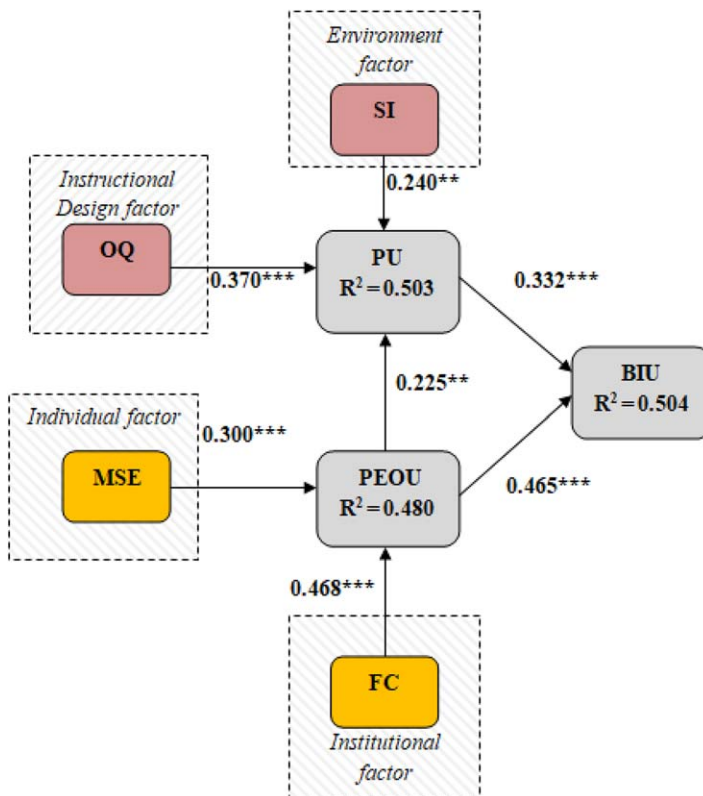 Environment
factor
SI
0.240**
Instructional
Design factor
OQ
0.370***
PU
R² = 0.503
0.332***
BIU
R² = 0.504
0.225**
Individual factor
0.300***
MSE
PEOU
R² = 0.480
0.465***
0.468***
FC
Institutional
factor